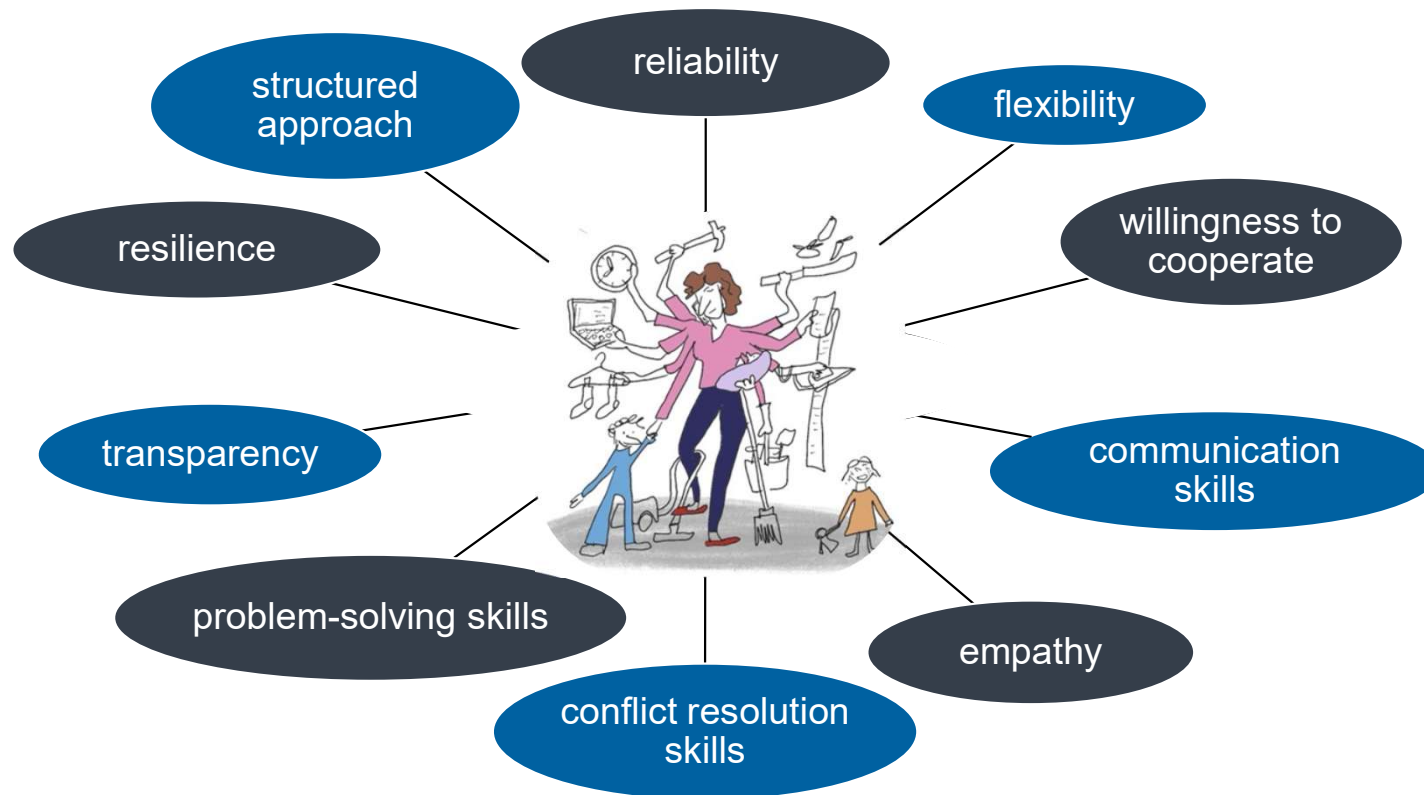 reliability
structured
approach
flexibility
willingness to
cooperate
resilience
communication
skills
transparency
problem-solving skills
empathy
conflict resolution
skills